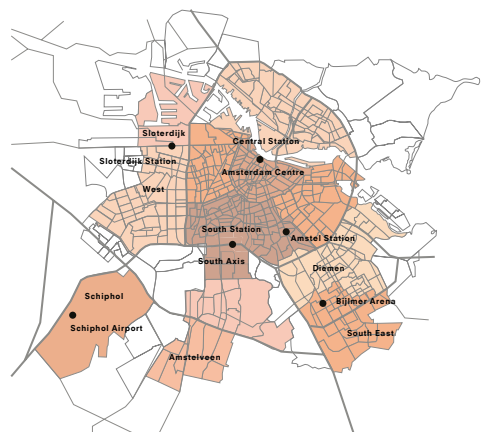 Sloterdijk
Central Station
Sloterdijk Station
Amsterdam Centre
West
South Station
Amstel Station
South Axis
Diemen
Schiphol
Bijlmer Arena
Schiphol Airport
South East
Amstelveen